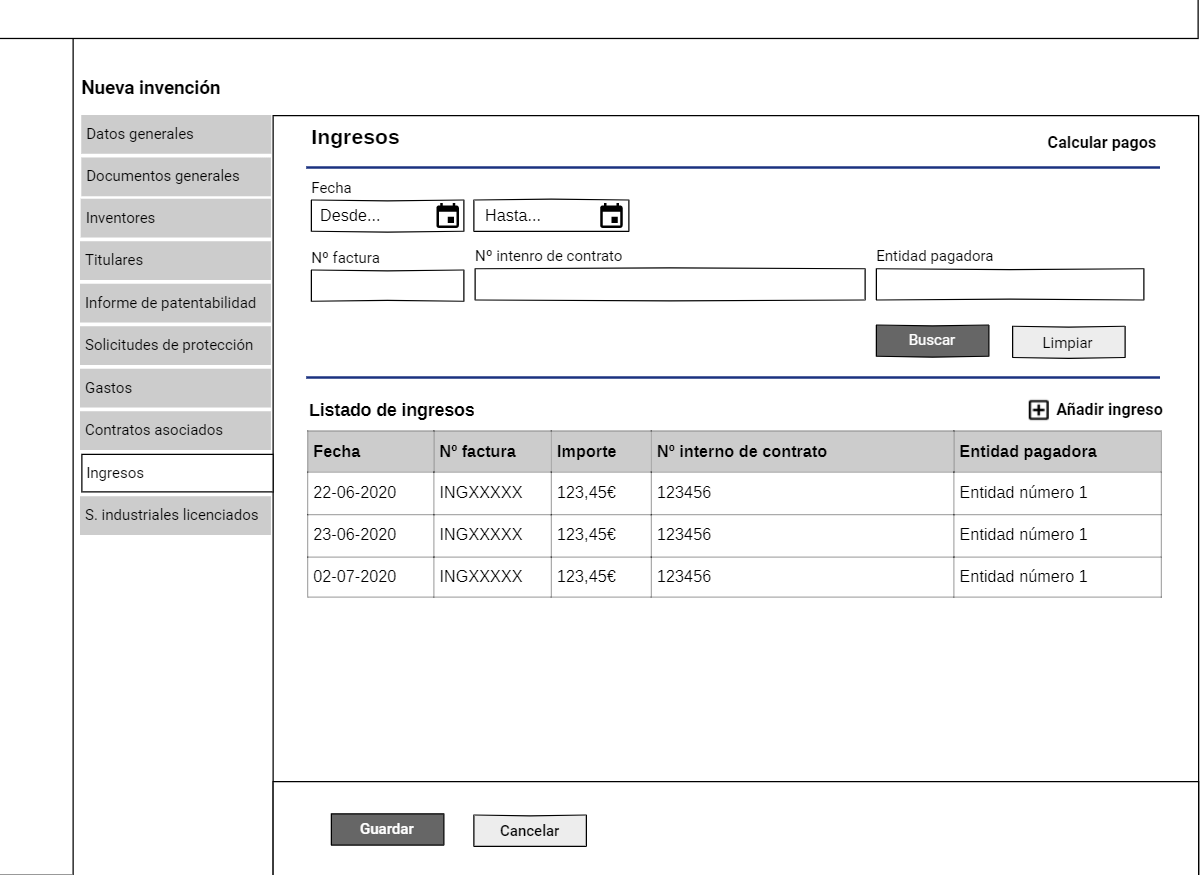 Nueva invención
Datos generales
Documentos generales
Inventores
Titulares
Informe de patentabilidad
Solicitudes de protección
Gastos
Contratos asociados
Ingresos
S. industriales licenciados
Ingresos
Calcular pagos
Fecha
Desde... Hasta...
Nº factura Nº intenro de contrato Entidad pagadora
Buscar Limpiar
Listado de ingresos Añadir ingreso
Fecha Nº factura Importe Nº interno de contrato Entidad pagadora
22-06-2020 INGXXXXX 123,45€ 123456 Entidad número 1
23-06-2020 INGXXXXX 123,45€ 123456 Entidad número 1
02-07-2020 INGXXXXX 123,45€ 123456 Entidad número 1
Guardar Cancelar